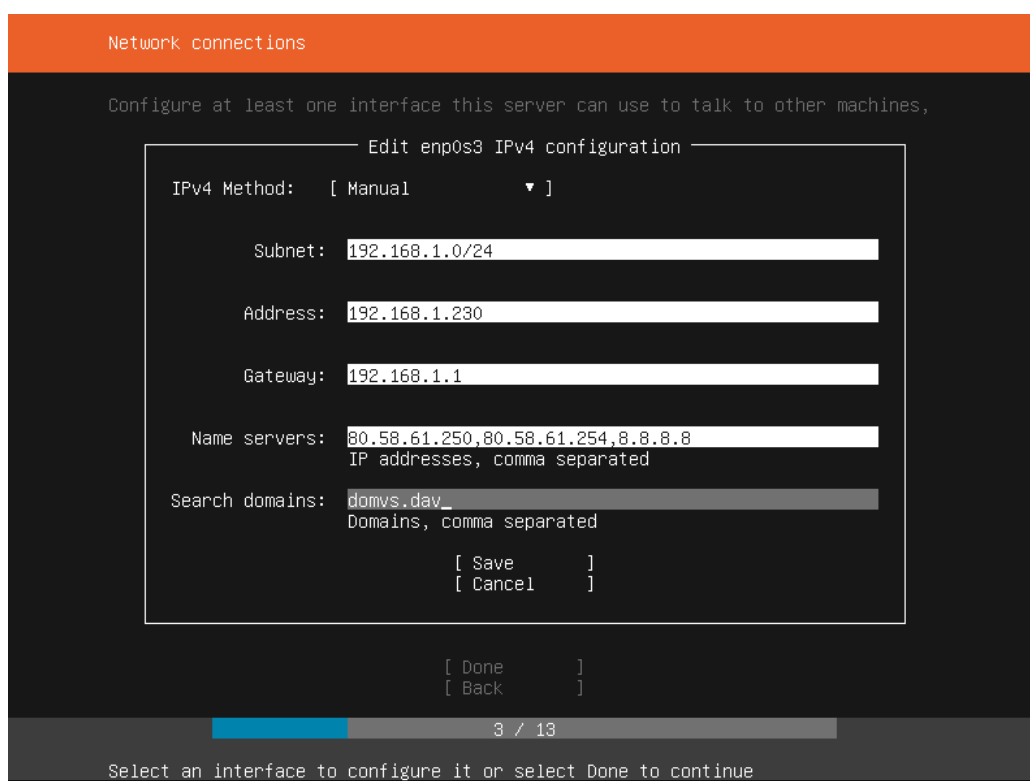 Network connections
Configure at least one interface this server can use to talk to other machines,
Edit enp0s3 IPv4 configuration
IPv4 Method: [ Manual ▾ ]
Subnet: 192.168.1.0/24
Address: 192.168.1.230
Gateway: 192.168.1.1
Name servers: 80.58.61.250,80.58.61.254,8.8.8.8
IP addresses, comma separated
Search domains: domvs.dav_
Domains, comma separated
[ Save ]
[ Cancel ]
[ Done ]
[ Back ]
3 / 13
Select an interface to configure it or select Done to continue